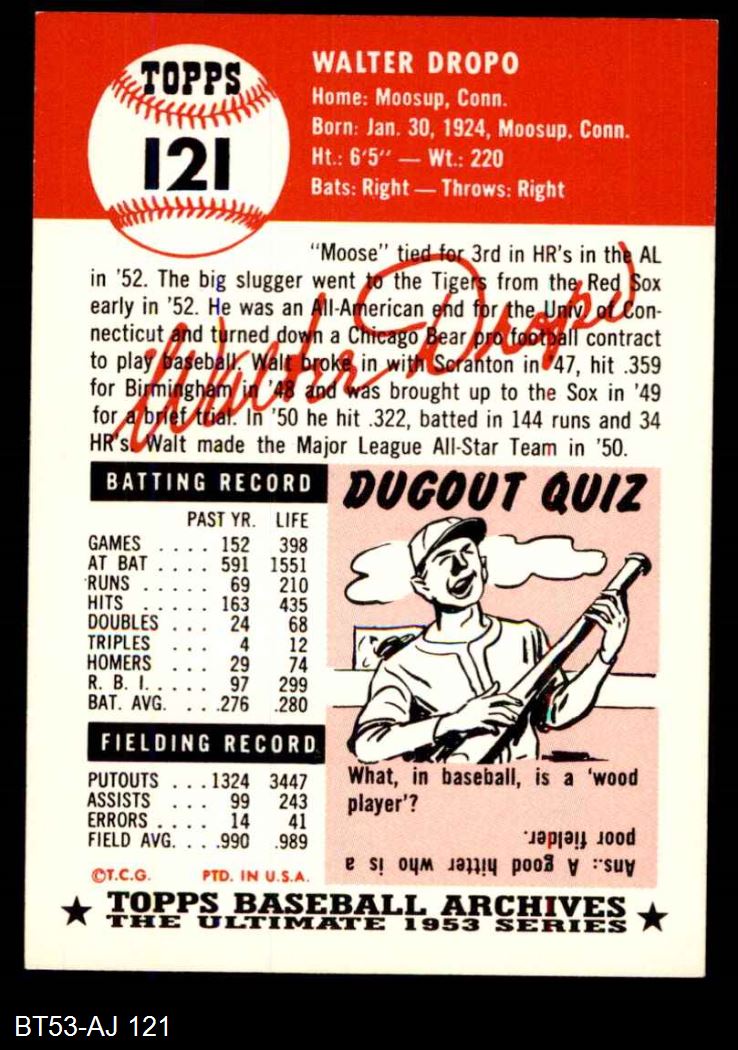 TOPPS
121
WALTER DROPO
Home: Moosup, Conn.
Born: Jan. 30, 1924, Moosup, Conn.
Ht.: 6'5" — Wt.: 220
Bats: Right — Throws: Right
"Moose" tied for 3rd in HR's in the AL
in '52. The big slugger went to the Tigers from the Red Sox
early in '52. He was an All-American end for the Univ. of Con-
necticut and turned down a Chicago Bear pro football contract
to play baseball. Walt broke in with Scranton in '47, hit .359
for Birmingham in '48 and was brought up to the Sox in '49
for a brief trial. In '50 he hit .322, batted in 144 runs and 34
HR's. Walt made the Major League All-Star Team in '50.
Walter Dropo
BATTING RECORD
PAST YR. LIFE
GAMES .... 152 398
AT BAT .... 591 1551
RUNS ..... 69 210
HITS ...... 163 435
DOUBLES ... 24 68
TRIPLES .... 4 12
HOMERS ... 29 74
R. B. I. ..... 97 299
BAT. AVG. ... .276 .280
FIELDING RECORD
PUTOUTS ...1324 3447
ASSISTS .... 99 243
ERRORS .... 14 41
FIELD AVG. ... .990 .989
©T.C.G. PTD. IN U.S.A.
DUGOUT QUIZ
What, in baseball, is a 'wood
player'?
Ans.: A good hitter who is a
poor fielder.
★ TOPPS BASEBALL ARCHIVES ★
THE ULTIMATE 1953 SERIES
BT53-AJ 121